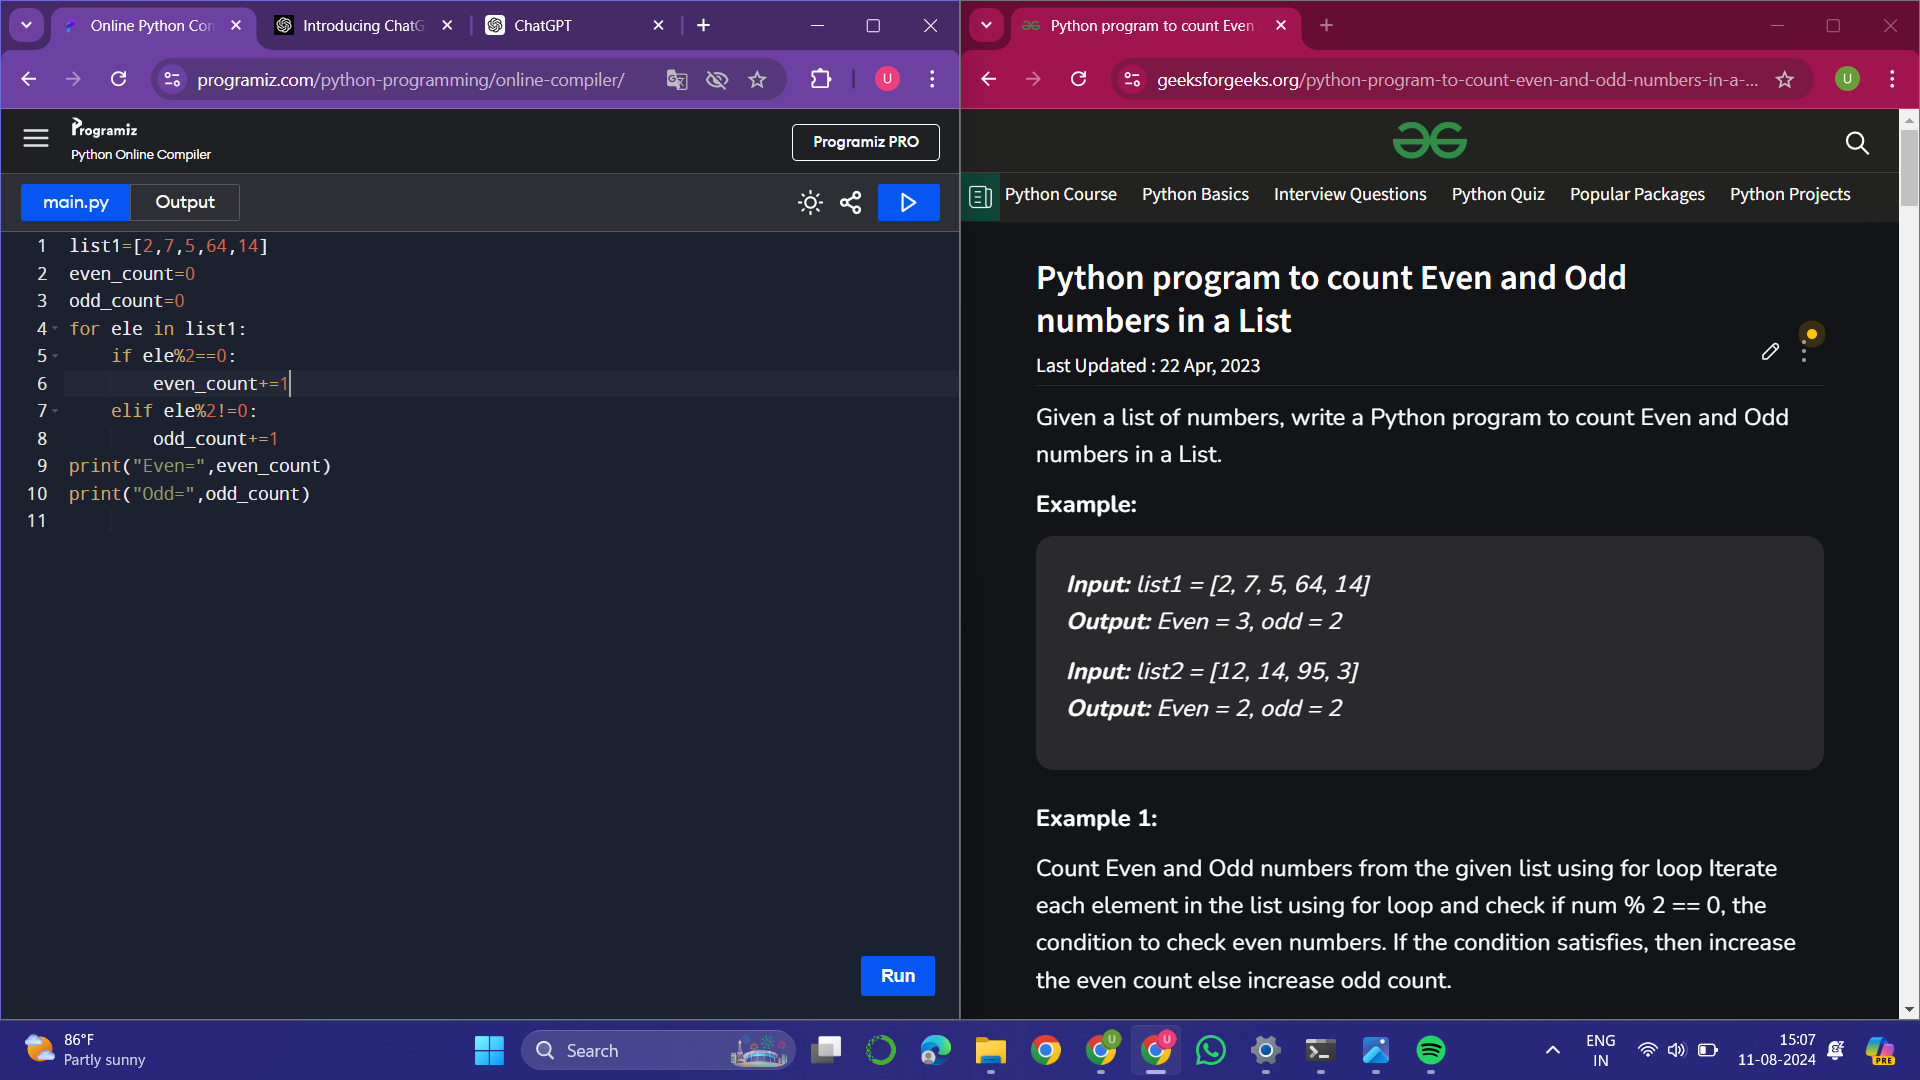 Online Python Con
Introducing ChatG
ChatGPT
programiz.com/python-programming/online-compiler/
U
Programiz
Python Online Compiler
Programiz PRO
main.py
Output
1 list1=[2,7,5,64,14]
2 even_count=0
3 odd_count=0
4 for ele in list1:
5 if ele%2==0:
6 even_count+=1
7 elif ele%2!=0:
8 odd_count+=1
9 print("Even=",even_count)
10 print("Odd=",odd_count)
11
Run
Python program to count Even
geeksforgeeks.org/python-program-to-count-even-and-odd-numbers-in-a-...
U
Python Course
Python Basics
Interview Questions
Python Quiz
Popular Packages
Python Projects
Python program to count Even and Odd
numbers in a List
Last Updated : 22 Apr, 2023
Given a list of numbers, write a Python program to count Even and Odd
numbers in a List.
Example:
Input: list1 = [2, 7, 5, 64, 14]
Output: Even = 3, odd = 2
Input: list2 = [12, 14, 95, 3]
Output: Even = 2, odd = 2
Example 1:
Count Even and Odd numbers from the given list using for loop Iterate
each element in the list using for loop and check if num % 2 == 0, the
condition to check even numbers. If the condition satisfies, then increase
the even count else increase odd count.
86°F
Partly sunny
Search
U
U
ENG
IN
15:07
11-08-2024
PRE